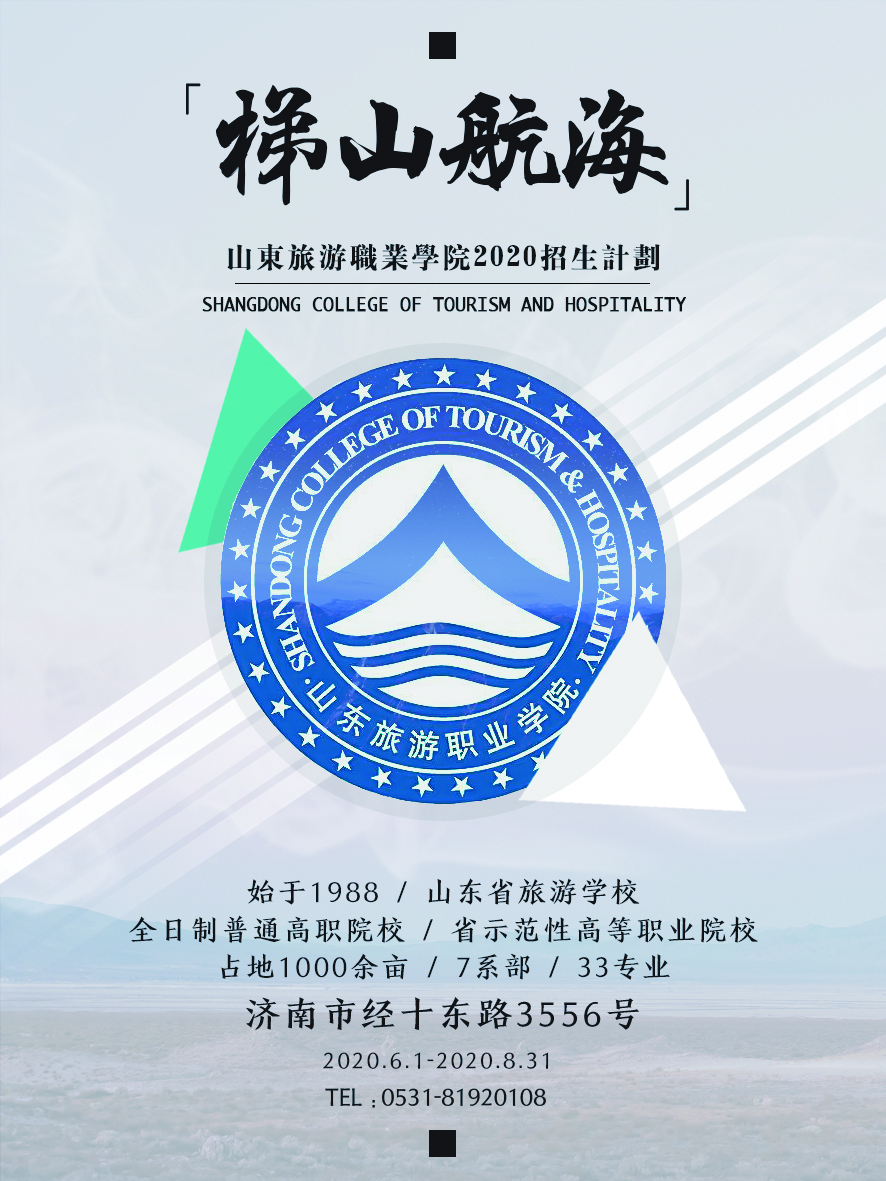 「梯山航海」
山東旅游職業學院2020招生計劃
SHANGDONG COLLEGE OF TOURISM AND HOSPITALITY
SHANDONG COLLEGE OF TOURISM & HOSPITALITY
·山东旅游职业学院·
始于1988 / 山东省旅游学校
全日制普通高职院校 / 省示范性高等职业院校
占地1000余亩 / 7系部 / 33专业
济南市经十东路3556号
2020.6.1-2020.8.31
TEL : 0531-81920108